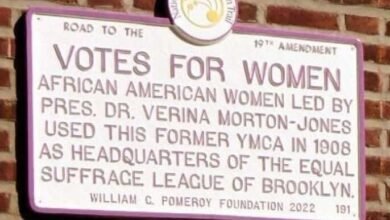 ROAD TO THE 19TH AMENDMENT
VOTES FOR WOMEN
AFRICAN AMERICAN WOMEN LED BY
PRES. DR. VERINA MORTON-JONES
USED THIS FORMER YMCA IN 1908
AS HEADQUARTERS OF THE EQUAL
SUFFRAGE LEAGUE OF BROOKLYN.
WILLIAM G. POMEROY FOUNDATION 2022 191